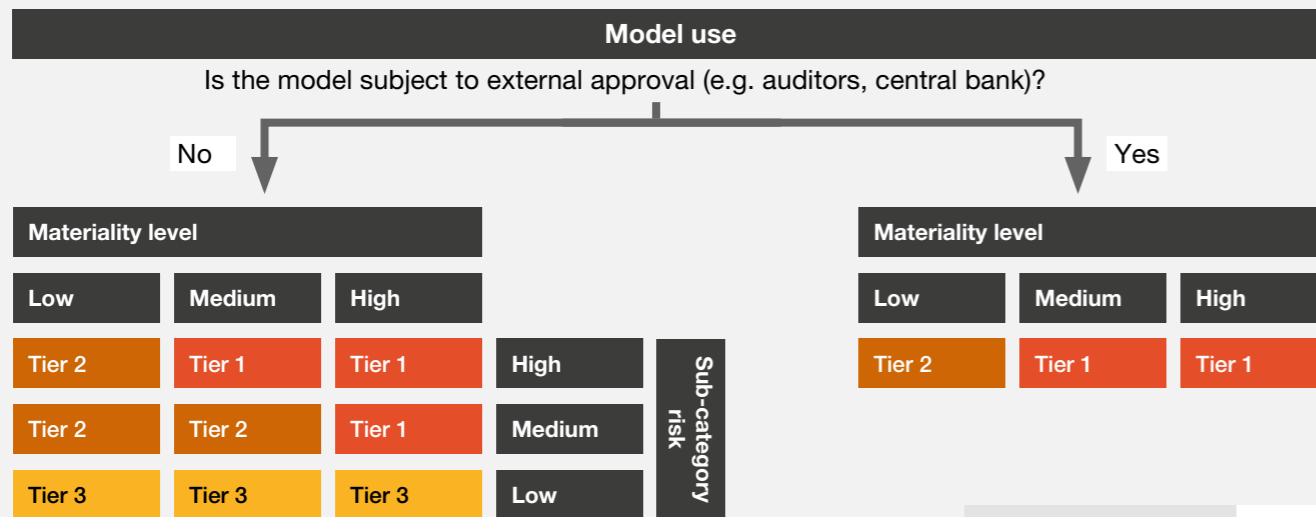 Model use
Is the model subject to external approval (e.g. auditors, central bank)?
No
Yes
Materiality level
Materiality level
Low Medium High
Low Medium High
Tier 2 Tier 1 Tier 1 High
Tier 2 Tier 1 Tier 1
Tier 2 Tier 2 Tier 1 Medium
Tier 3 Tier 3 Tier 3 Low
Sub-category
risk